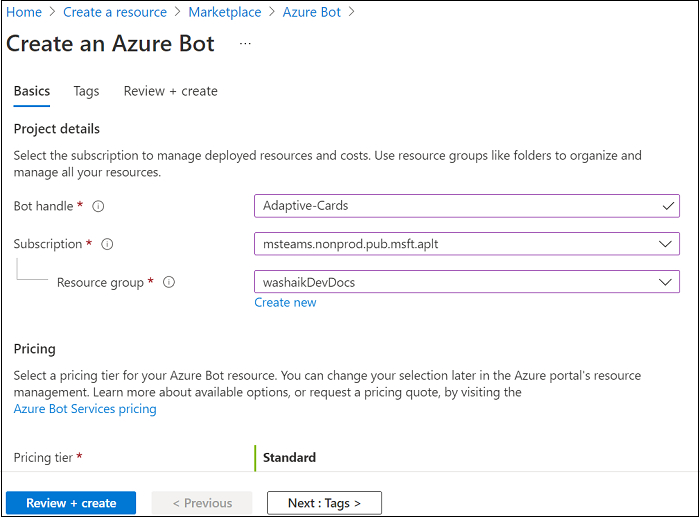 Home > Create a resource > Marketplace > Azure Bot >
Create an Azure Bot ...
Basics Tags Review + create
Project details
Select the subscription to manage deployed resources and costs. Use resource groups like folders to organize and
manage all your resources.
Bot handle * Adaptive-Cards
Subscription * msteams.nonprod.pub.msft.aplt
Resource group * washaikDevDocs
Create new
Pricing
Select a pricing tier for your Azure Bot resource. You can change your selection later in the Azure portal's resource
management. Learn more about available options, or request a pricing quote, by visiting the
Azure Bot Services pricing
Pricing tier * Standard
Review + create < Previous Next : Tags >